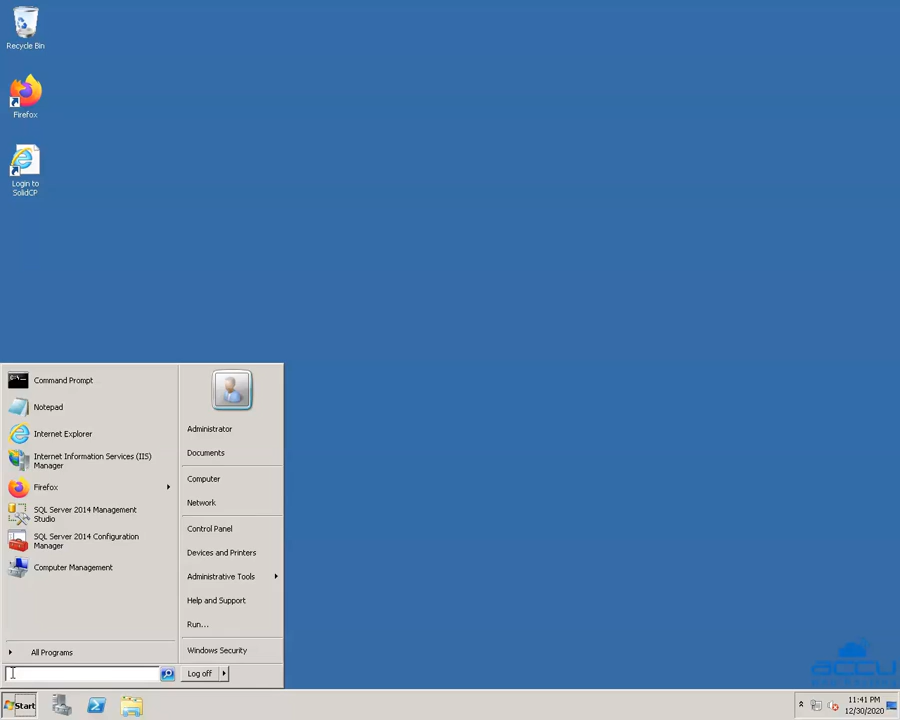 Recycle Bin
Firefox
Login to
SolidCP
Command Prompt
Notepad
Internet Explorer
Internet Information Services (IIS)
Manager
Firefox
SQL Server 2014 Management
Studio
SQL Server 2014 Configuration
Manager
Computer Management
All Programs
Administrator
Documents
Computer
Network
Control Panel
Devices and Printers
Administrative Tools
Help and Support
Run...
Windows Security
Log off
Start
11:41 PM
12/30/2020
accu